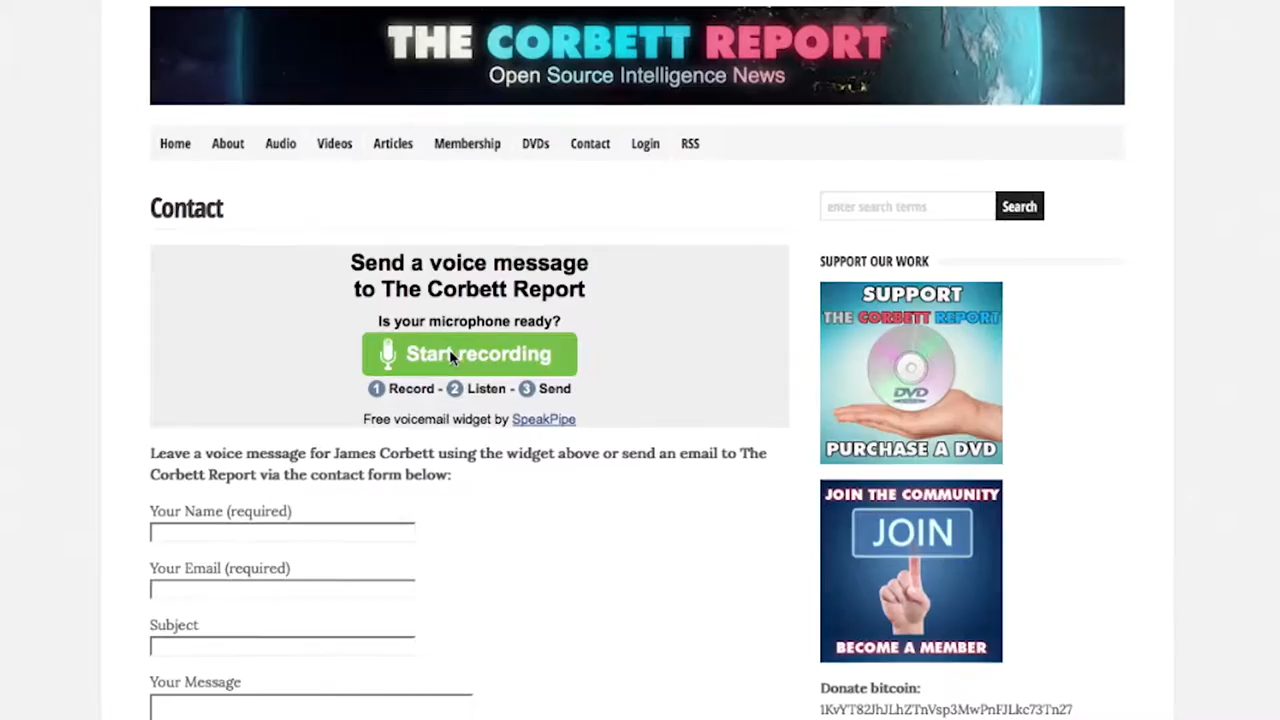 THE CORBETT REPORT
Open Source Intelligence News
Home About Audio Videos Articles Membership DVDs Contact Login RSS
Contact
enter search terms Search
Send a voice message
to The Corbett Report
Is your microphone ready?
Start recording
1 Record - 2 Listen - 3 Send
Free voicemail widget by SpeakPipe
Leave a voice message for James Corbett using the widget above or send an email to The
Corbett Report via the contact form below:
Your Name (required)
Your Email (required)
Subject
Your Message
SUPPORT OUR WORK
SUPPORT
THE CORBETT REPORT
DVD
PURCHASE A DVD
JOIN THE COMMUNITY
JOIN
BECOME A MEMBER
Donate bitcoin:
1KvYT82JhJLhZTnVsp3MwPnFJLkc73Tn27